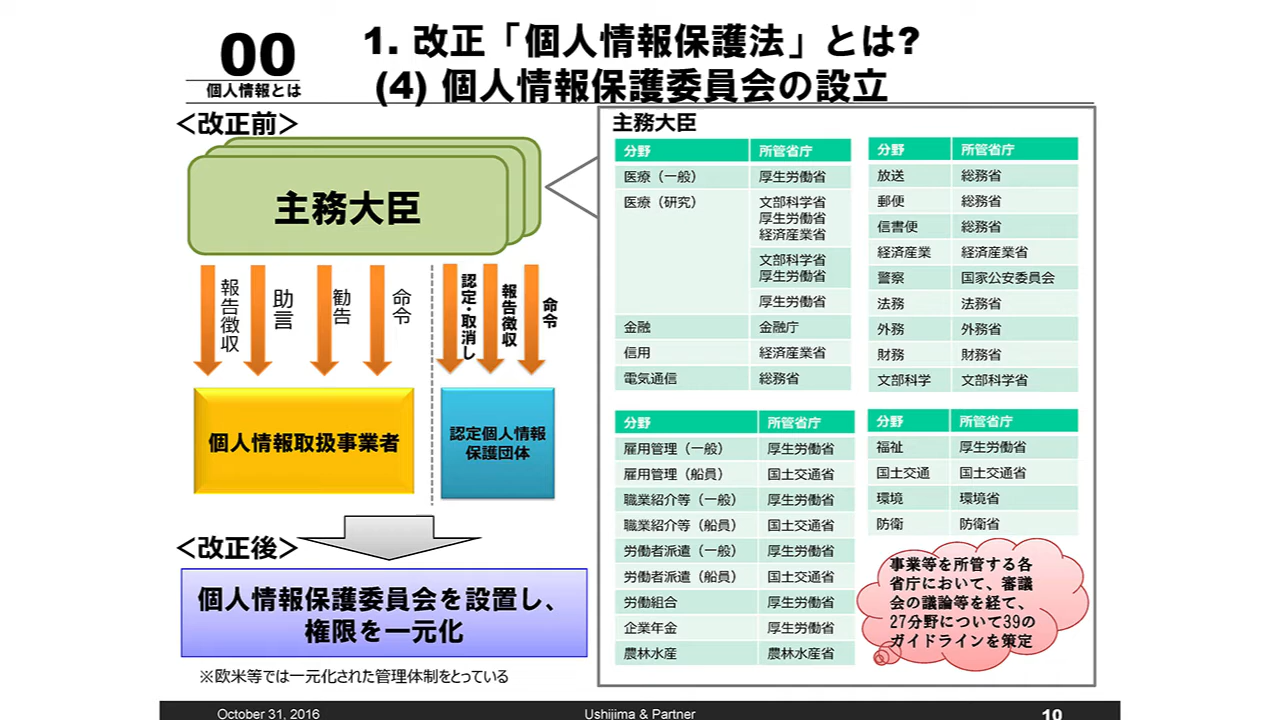 00
個人情報とは
1. 改正「個人情報保護法」とは?
(4) 個人情報保護委員会の設立
<改正前>
主務大臣
報告徴収
助言
勧告
命令
認定・取消し
報告徴収
命令
個人情報取扱事業者
認定個人情報
保護団体
<改正後>
個人情報保護委員会を設置し、
権限を一元化
※欧米等では一元化された管理体制をとっている
主務大臣
分野 所管省庁
医療（一般） 厚生労働省
医療（研究） 文部科学省
厚生労働省
経済産業省
文部科学省
厚生労働省
厚生労働省
金融 金融庁
信用 経済産業省
電気通信 総務省
分野 所管省庁
放送 総務省
郵便 総務省
信書便 総務省
経済産業 経済産業省
警察 国家公安委員会
法務 法務省
外務 外務省
財務 財務省
文部科学 文部科学省
分野 所管省庁
雇用管理（一般） 厚生労働省
雇用管理（船員） 国土交通省
職業紹介等（一般） 厚生労働省
職業紹介等（船員） 国土交通省
労働者派遣（一般） 厚生労働省
労働者派遣（船員） 国土交通省
労働組合 厚生労働省
企業年金 厚生労働省
農林水産 農林水産省
分野 所管省庁
福祉 厚生労働省
国土交通 国土交通省
環境 環境省
防衛 防衛省
事業等を所管する各
省庁において、審議
会の議論等を経て、
27分野について39の
ガイドラインを策定
October 31, 2016
Ushijima & Partner
10